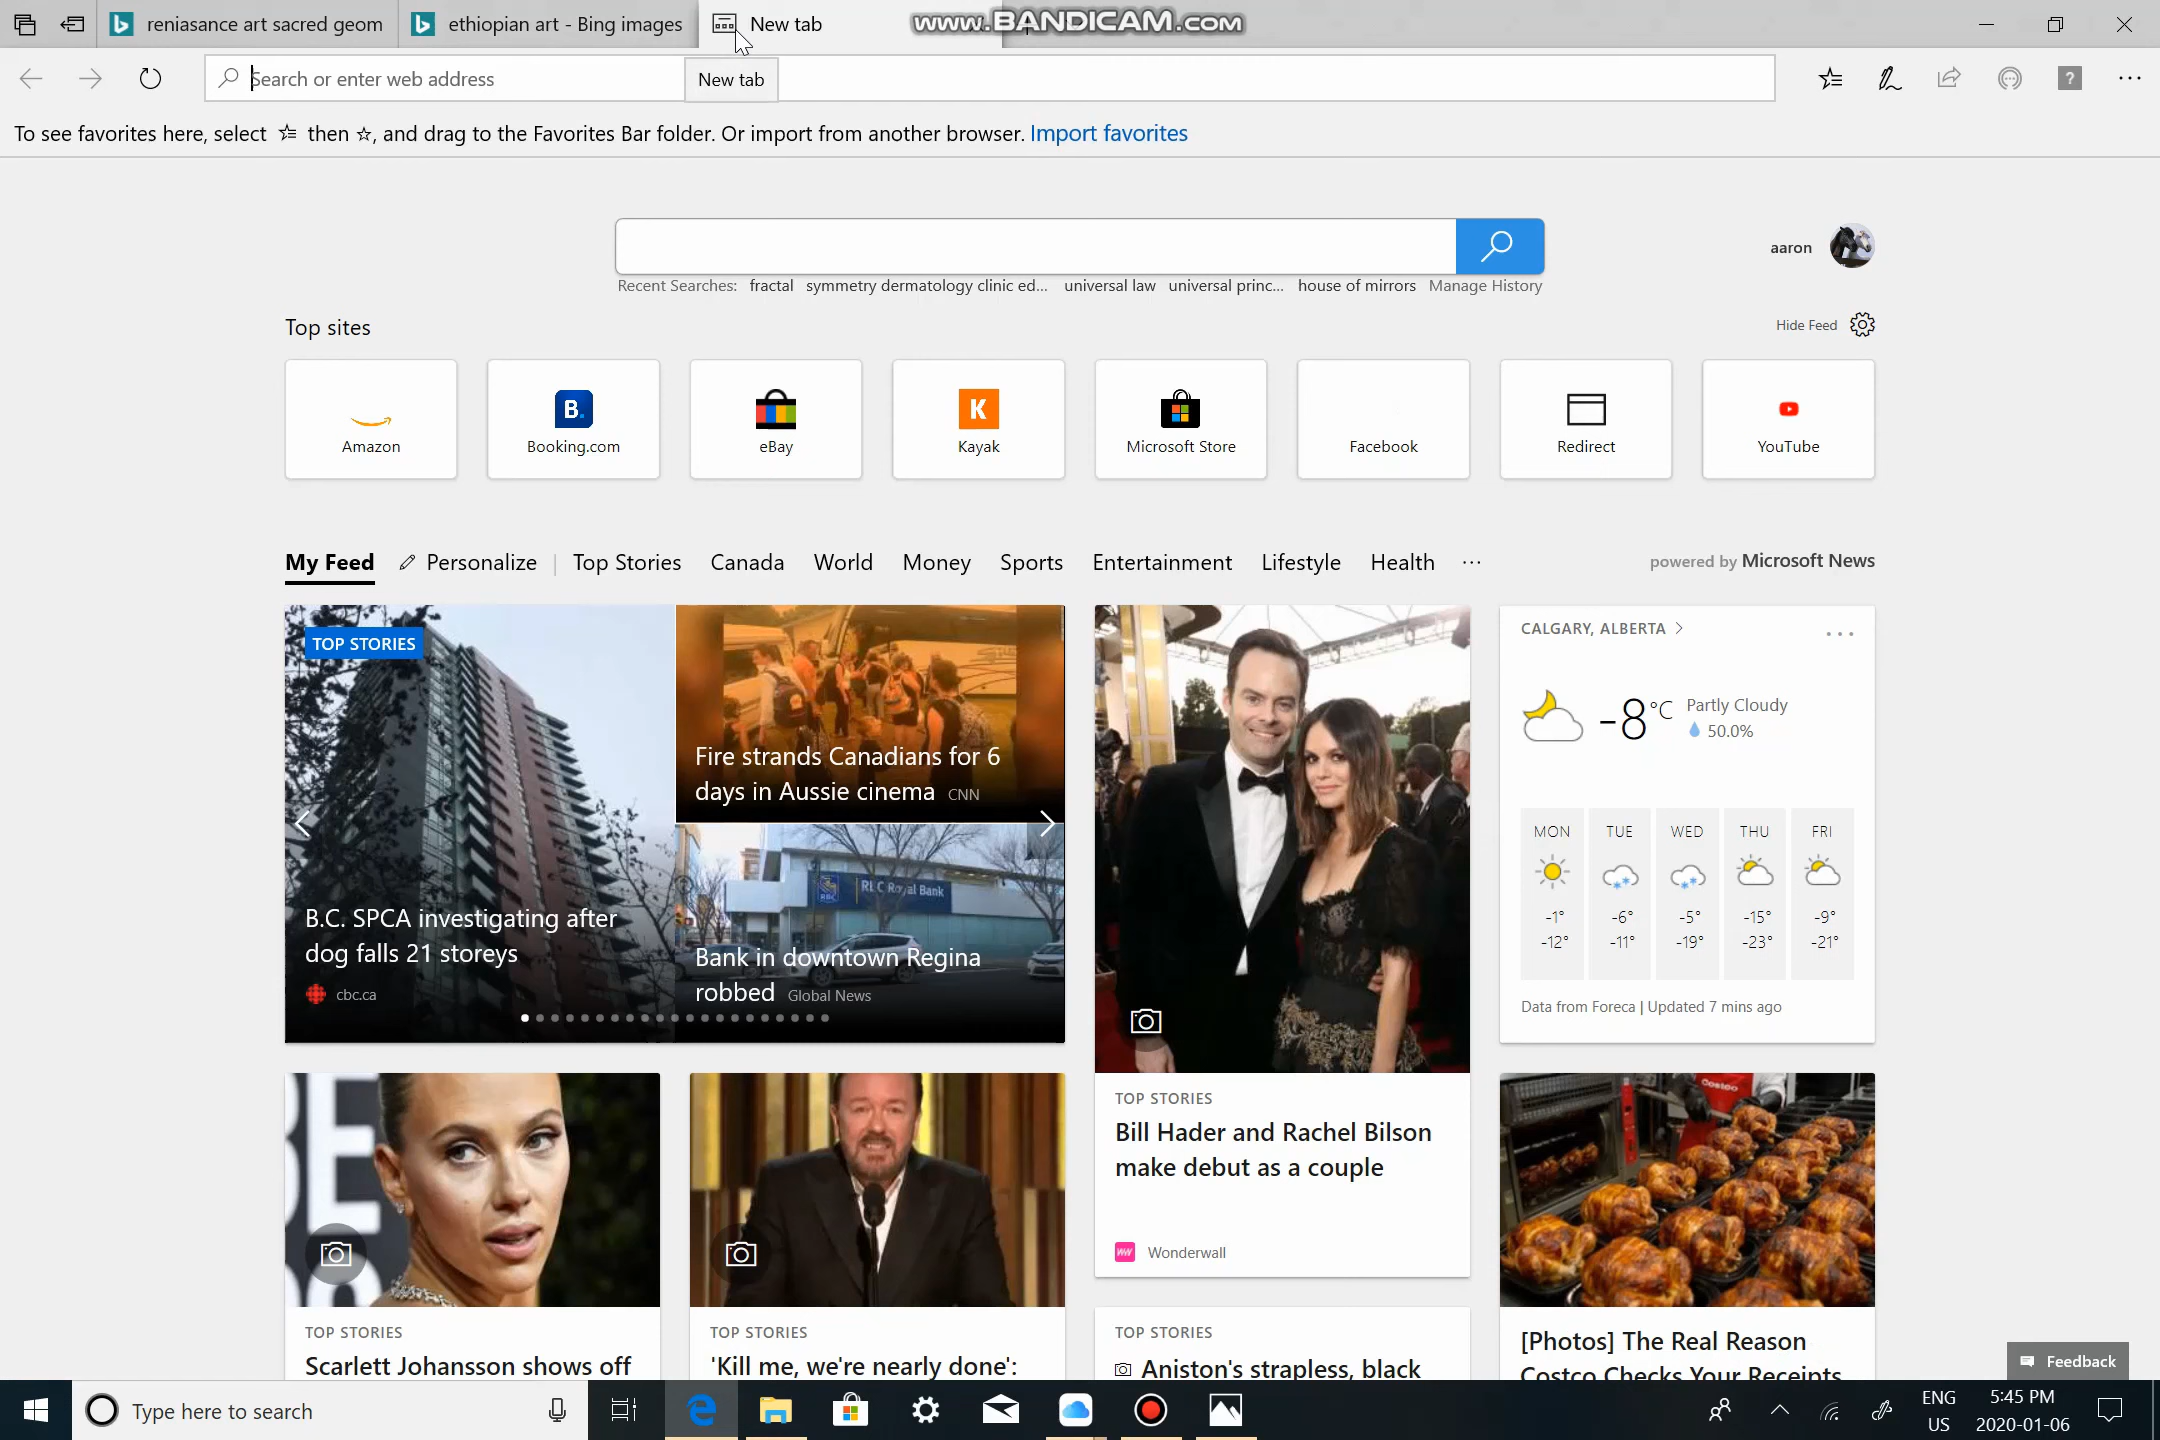 reniasance art sacred geom
ethiopian art - Bing images
New tab
www.BANDICAM.com
Search or enter web address
New tab
To see favorites here, select then ☆, and drag to the Favorites Bar folder. Or import from another browser. Import favorites
Recent Searches: fractal symmetry dermatology clinic ed... universal law universal princ... house of mirrors Manage History
aaron
Top sites
Hide Feed
Amazon
B.
Booking.com
eBay
K
Kayak
Microsoft Store
Facebook
Redirect
YouTube
My Feed Personalize | Top Stories Canada World Money Sports Entertainment Lifestyle Health ...
powered by Microsoft News
TOP STORIES
B.C. SPCA investigating after
dog falls 21 storeys
cbc.ca
Fire strands Canadians for 6
days in Aussie cinema CNN
Royal Bank
Bank in downtown Regina
robbed Global News
CALGARY, ALBERTA >
-8 °C
Partly Cloudy
50.0%
MON TUE WED THU FRI
-1° -6° -5° -15° -9°
-12° -11° -19° -23° -21°
Data from Foreca | Updated 7 mins ago
TOP STORIES
Bill Hader and Rachel Bilson
make debut as a couple
Wonderwall
TOP STORIES
Scarlett Johansson shows off
TOP STORIES
'Kill me, we're nearly done':
TOP STORIES
Aniston's strapless, black
Costco
[Photos] The Real Reason
Costco Checks Your Receipts
Feedback
Type here to search
ENG
US
5:45 PM
2020-01-06